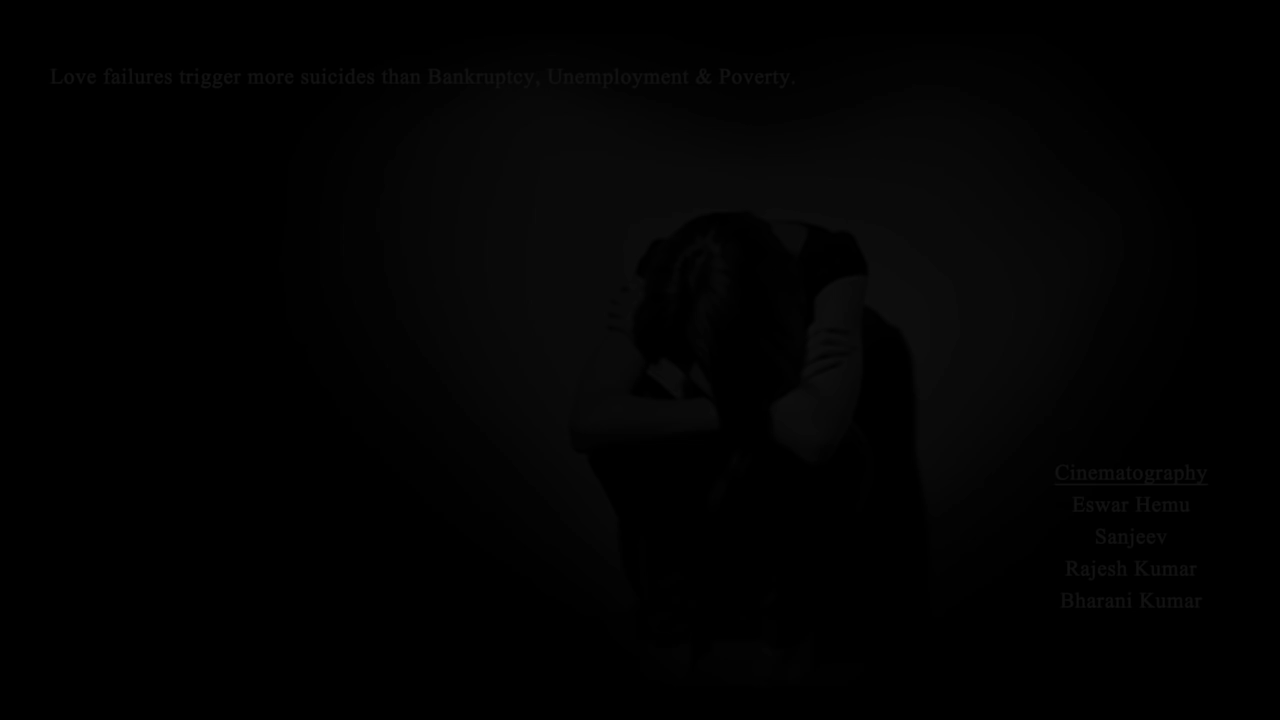 Love failures trigger more suicides than Bankruptcy, Unemployment & Poverty.
Cinematography
Eswar Hemu
Sanjeev
Rajesh Kumar
Bharani Kumar